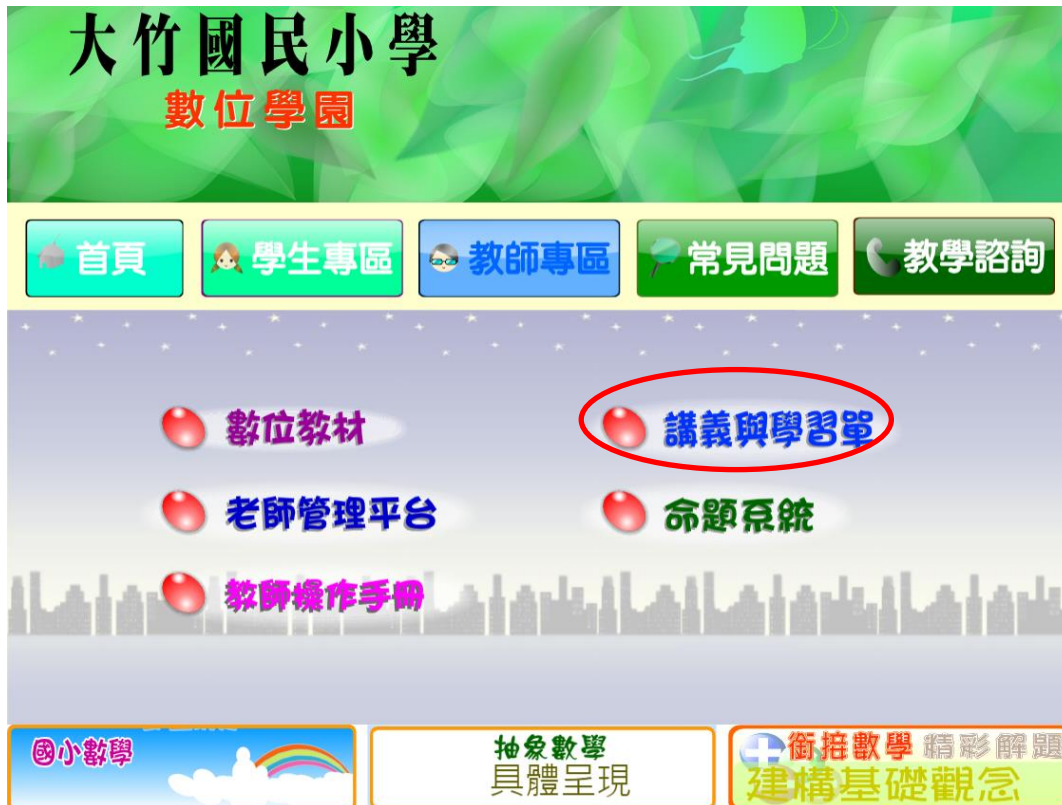 大竹國民小學
數位學園
首頁 學生專區 教師專區 常見問題 教學諮詢
數位教材 講義與學習單
老師管理平台 命題系統
教師操作手冊
國小數學
抽象數學
具體呈現
銜接數學 精彩解題
建構基礎觀念